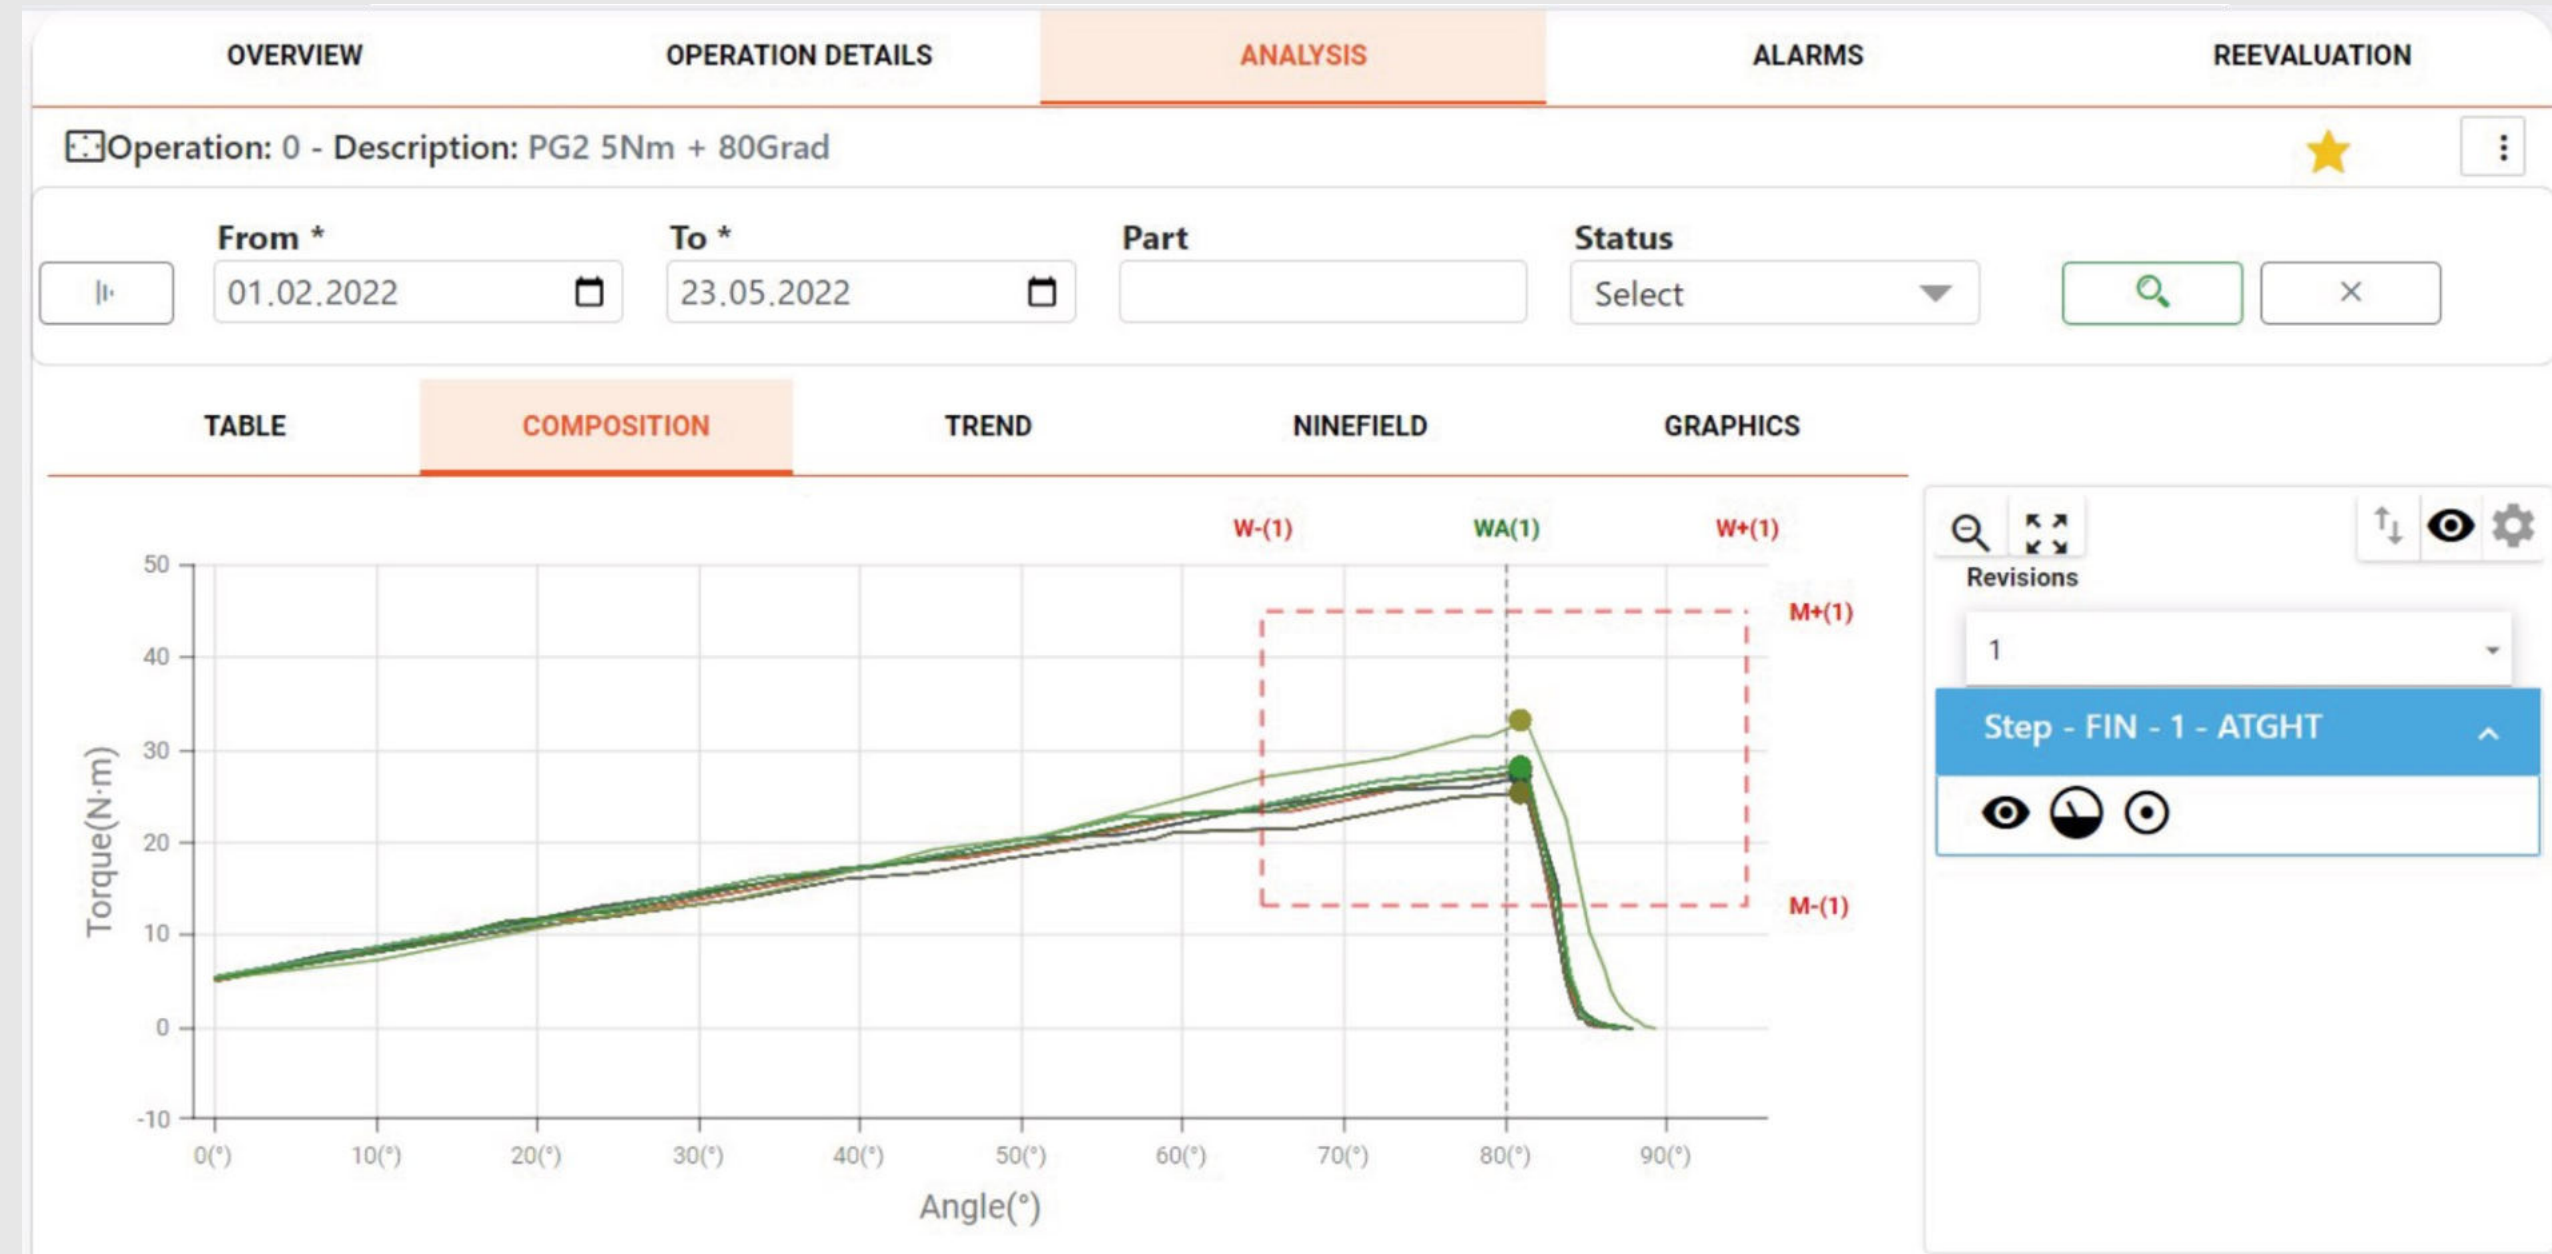 OVERVIEW OPERATION DETAILS ANALYSIS ALARMS REEVALUATION
Operation: 0 - Description: PG2 5Nm + 80Grad
From * To * Part Status
01.02.2022 23.05.2022 Select
TABLE COMPOSITION TREND NINEFIELD GRAPHICS
W-(1) WA(1) W+(1)
M+(1)
M-(1)
50
40
30
20
10
0
-10
Torque(N·m)
0(°) 10(°) 20(°) 30(°) 40(°) 50(°) 60(°) 70(°) 80(°) 90(°)
Angle(°)
Revisions
1
Step - FIN - 1 - ATGHT